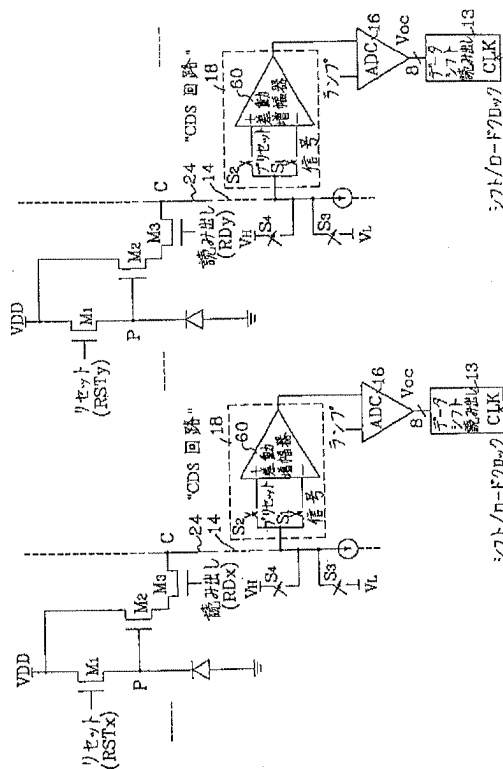 VDD
リセット
(RSTx)
M1
M2
M3
P
C
読み出し
(RDx)
24
14
VH
S4
S3
VL
"CDS 回路"
18
60
差動
増幅器
+
S2
リセット
S1
信号
ランプ
ADC
16
8
Voc
データ
シフト
読み出し
13
CLK
シフト/ロードクロック
VDD
リセット
(RSTy)
M1
M2
M3
P
C
読み出し
(RDy)
24
14
VH
S4
S3
VL
"CDS 回路"
18
60
差動
増幅器
+
S2
リセット
S1
信号
ランプ
ADC
16
8
Voc
データ
シフト
読み出し
13
CLK
シフト/ロードクロック